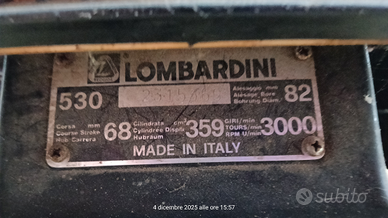 LOMBARDINI
530
Alesaggio mm
Alesage Bore
Bohrung Diam.
82
Corsa mm
Course Stroke
Hub Carrera
68
Cilindrata cm³
Cylindrée Displ.
Hubraum
359
GIRI/min
TOURS/min
RPM U/min
3000
MADE IN ITALY
4 dicembre 2025 alle ore 15:57
subito